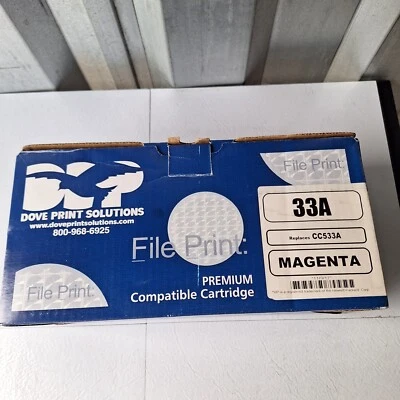 DCP
DOVE PRINT SOLUTIONS
www.doveprintsolutions.com
800-968-6925
File Print:
File Print:
File Print:
PREMIUM
Compatible Cartridge
33A
Replaces CC533A
MAGENTA